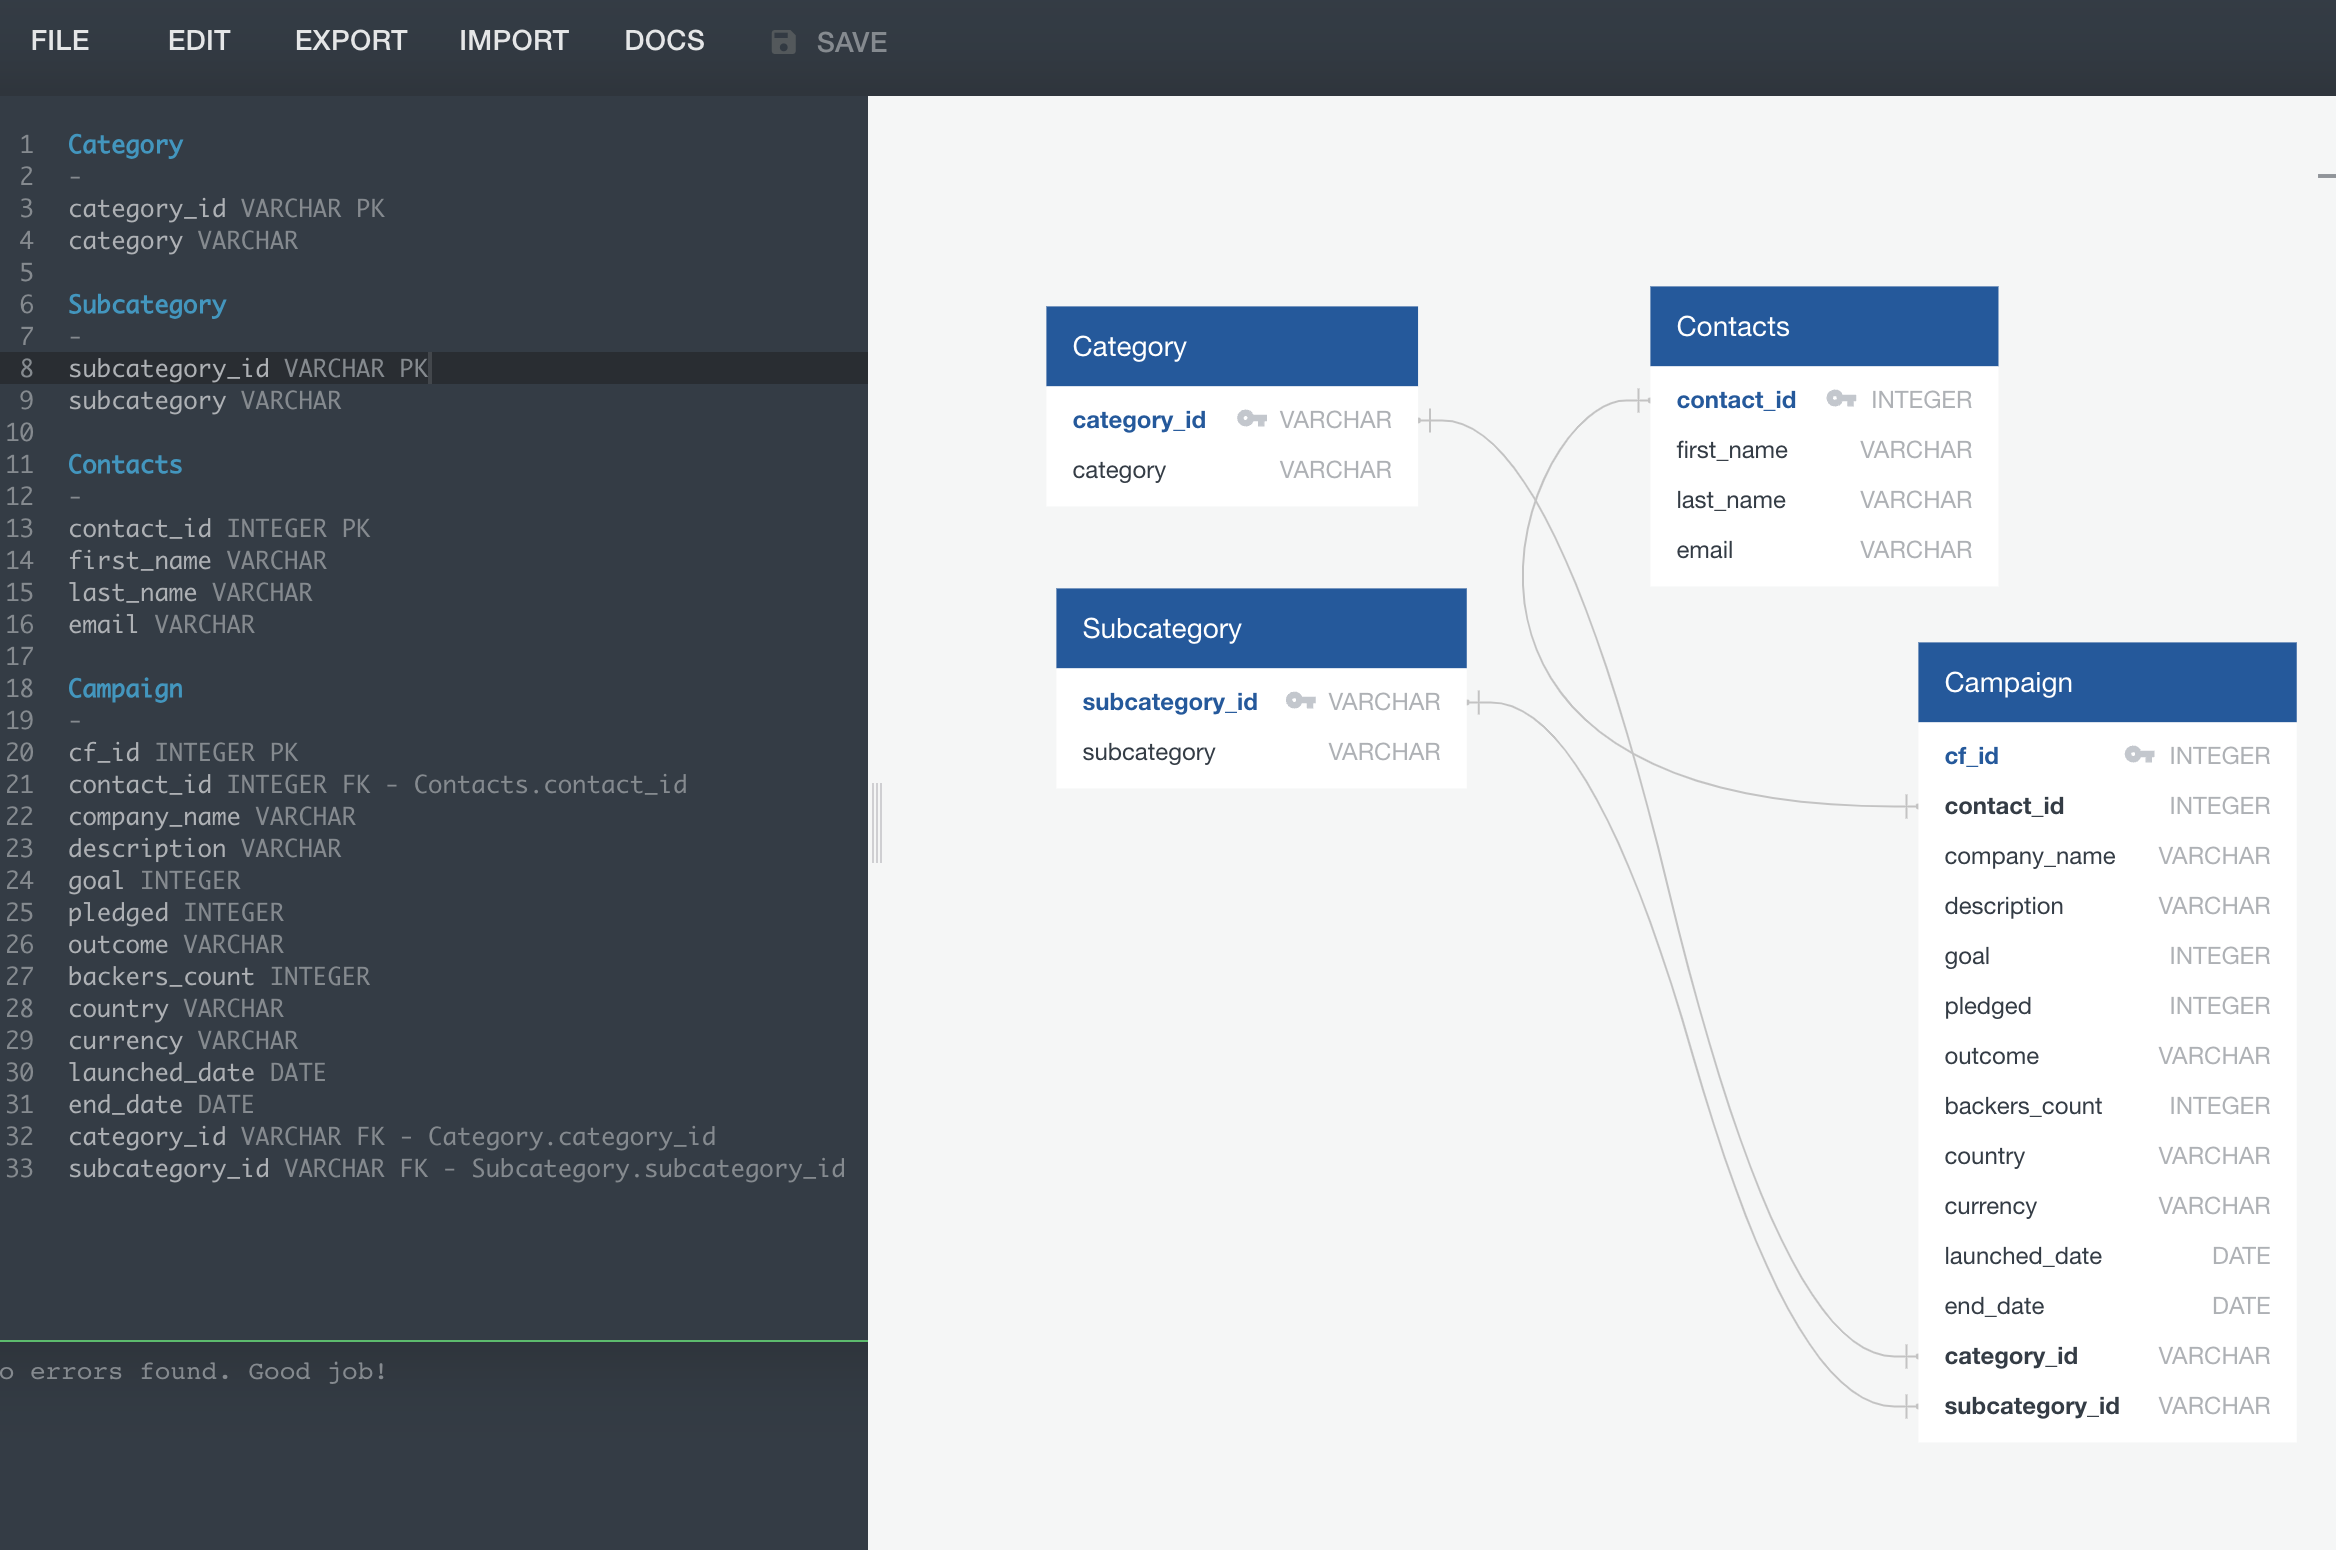 FILE EDIT EXPORT IMPORT DOCS SAVE
1 Category
2 -
3 category_id VARCHAR PK
4 category VARCHAR
5
6 Subcategory
7 -
8 subcategory_id VARCHAR PK
9 subcategory VARCHAR
10
11 Contacts
12 -
13 contact_id INTEGER PK
14 first_name VARCHAR
15 last_name VARCHAR
16 email VARCHAR
17
18 Campaign
19 -
20 cf_id INTEGER PK
21 contact_id INTEGER FK - Contacts.contact_id
22 company_name VARCHAR
23 description VARCHAR
24 goal INTEGER
25 pledged INTEGER
26 outcome VARCHAR
27 backers_count INTEGER
28 country VARCHAR
29 currency VARCHAR
30 launched_date DATE
31 end_date DATE
32 category_id VARCHAR FK - Category.category_id
33 subcategory_id VARCHAR FK - Subcategory.subcategory_id
o errors found. Good job!
Category
category_id VARCHAR
category VARCHAR
Subcategory
subcategory_id VARCHAR
subcategory VARCHAR
Contacts
contact_id INTEGER
first_name VARCHAR
last_name VARCHAR
email VARCHAR
Campaign
cf_id INTEGER
contact_id INTEGER
company_name VARCHAR
description VARCHAR
goal INTEGER
pledged INTEGER
outcome VARCHAR
backers_count INTEGER
country VARCHAR
currency VARCHAR
launched_date DATE
end_date DATE
category_id VARCHAR
subcategory_id VARCHAR